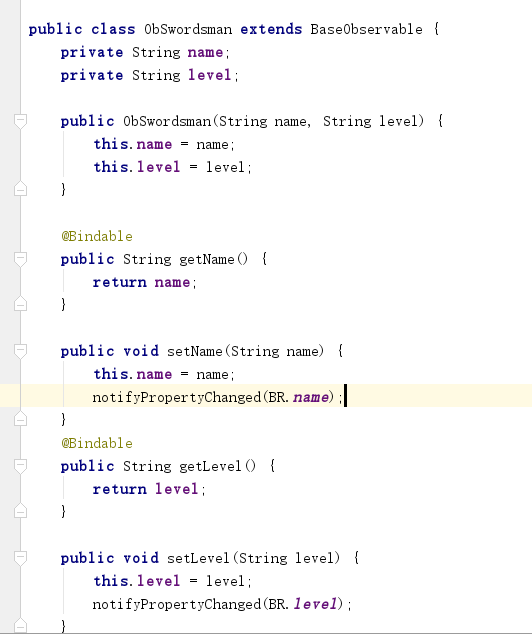 public class ObSwordsman extends BaseObservable {
    private String name;
    private String level;

    public ObSwordsman(String name, String level) {
        this.name = name;
        this.level = level;
    }

    @Bindable
    public String getName() {
        return name;
    }

    public void setName(String name) {
        this.name = name;
        notifyPropertyChanged(BR.name);
    }
    @Bindable
    public String getLevel() {
        return level;
    }

    public void setLevel(String level) {
        this.level = level;
        notifyPropertyChanged(BR.level);
    }